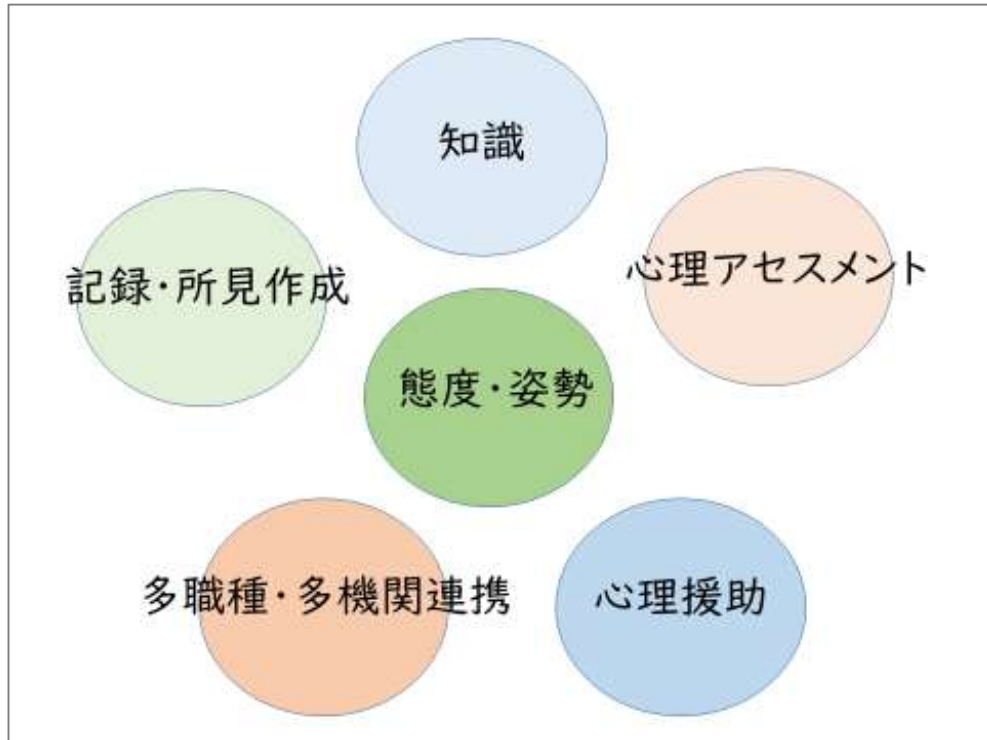 知識
記録・所見作成
心理アセスメント
態度・姿勢
多職種・多機関連携
心理援助